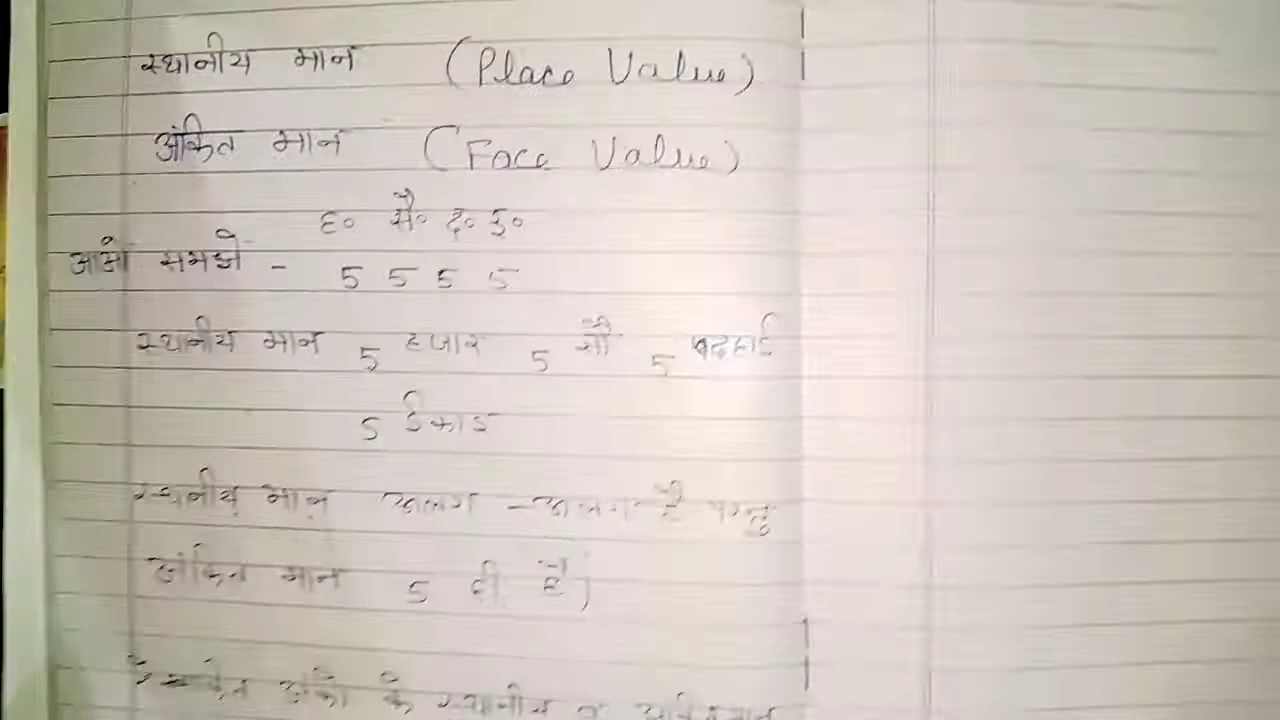 स्थानीय मान (Place Value)
अंकित मान (Face Value)
ह० सै० द० इ०
आओ समझे - 5 5 5 5
स्थानीय मान 5 हजार 5 सौ 5 दहाई
5 ईकाई
स्थानीय मान अलग - अलग है परन्तु
अंकित मान 5 ही है।
अंको के स्थानीय व